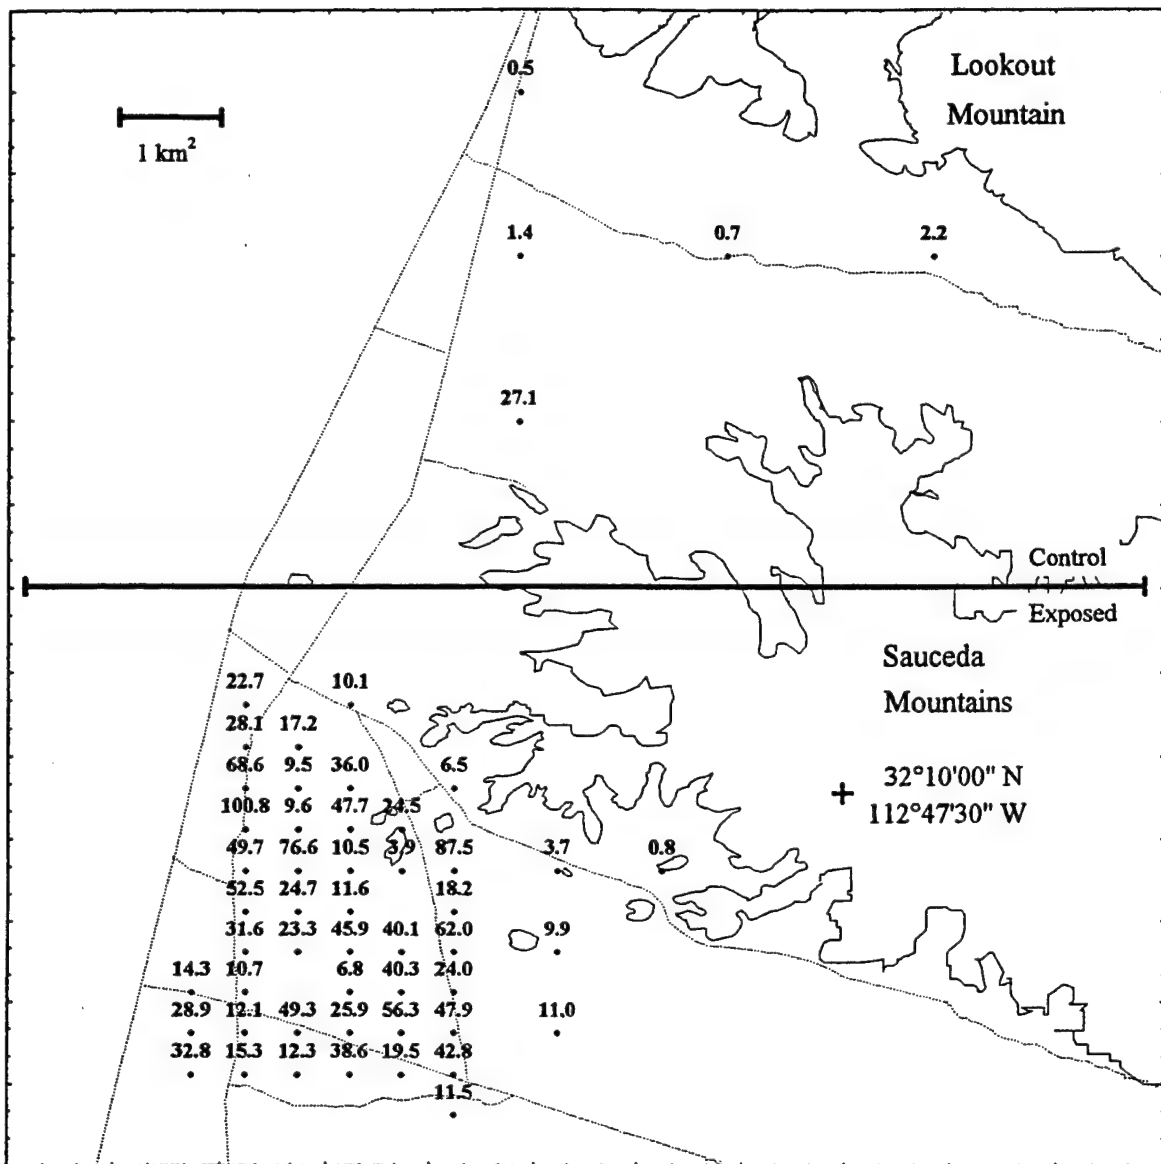 0.5
Lookout
Mountain
1 km²
1.4 0.7 2.2
27.1
Control
Exposed
Sauceda
Mountains
32°10'00" N
112°47'30" W
22.7 10.1
28.1 17.2
68.6 9.5 36.0 6.5
100.8 9.6 47.7 24.5
49.7 76.6 10.5 3.9 87.5 3.7 0.8
52.5 24.7 11.6 18.2
31.6 23.3 45.9 40.1 62.0 9.9
14.3 10.7 6.8 40.3 24.0
28.9 12.1 49.3 25.9 56.3 47.9 11.0
32.8 15.3 12.3 38.6 19.5 42.8
11.5